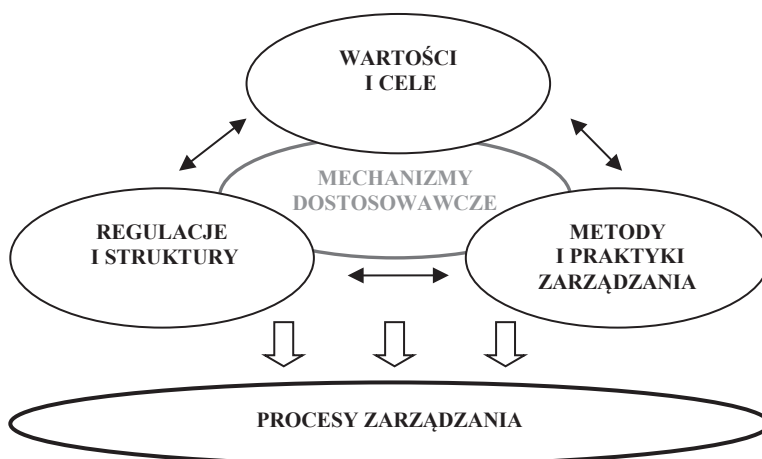 WARTOŚCI
I CELE
MECHANIZMY
DOSTOSOWAWCZE
REGULACJE
I STRUKTURY
METODY
I PRAKTYKI
ZARZĄDZANIA
PROCESY ZARZĄDZANIA